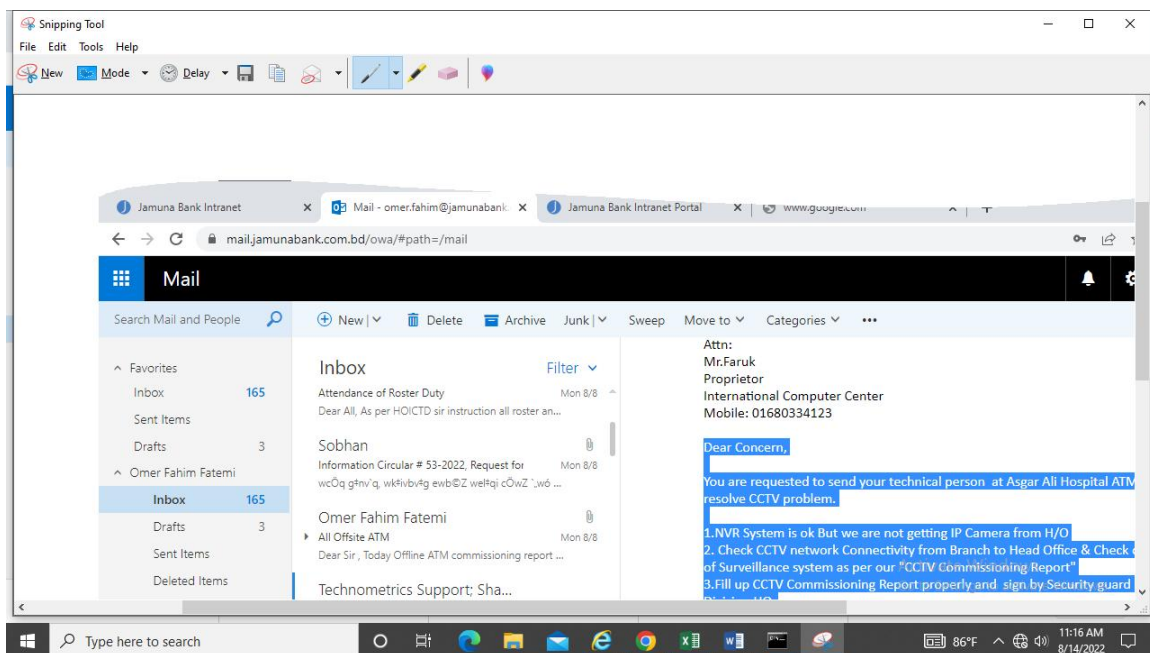 Snipping Tool
File Edit Tools Help
New Mode Delay
Jamuna Bank Intranet
Mail - omer.fahim@jamunabank
Jamuna Bank Intranet Portal
www.google.com
mail.jamunabank.com.bd/owa/#path=/mail
Mail
Search Mail and People
New Delete Archive Junk Sweep Move to Categories
Favorites
Inbox 165
Sent Items
Drafts 3
Omer Fahim Fatemi
Inbox 165
Drafts 3
Sent Items
Deleted Items
Inbox Filter
Attendance of Roster Duty Mon 8/8
Dear All, As per HOICTD sir instruction all roster an...
Sobhan
Information Circular # 53-2022, Request for Mon 8/8
Omer Fahim Fatemi
All Offsite ATM Mon 8/8
Dear Sir , Today Offline ATM commissioning report ...
Technometrics Support; Sha...
Attn:
Mr.Faruk
Proprietor
International Computer Center
Mobile: 01680334123
Dear Concern,
You are requested to send your technical person at Asgar Ali Hospital ATM
resolve CCTV problem.
1.NVR System is ok But we are not getting IP Camera from H/O
2. Check CCTV network Connectivity from Branch to Head Office & Check
of Surveillance system as per our "CCTV Commissioning Report"
3.Fill up CCTV Commissioning Report properly and sign by Security guard
Type here to search
86°F
11:16 AM
8/14/2022